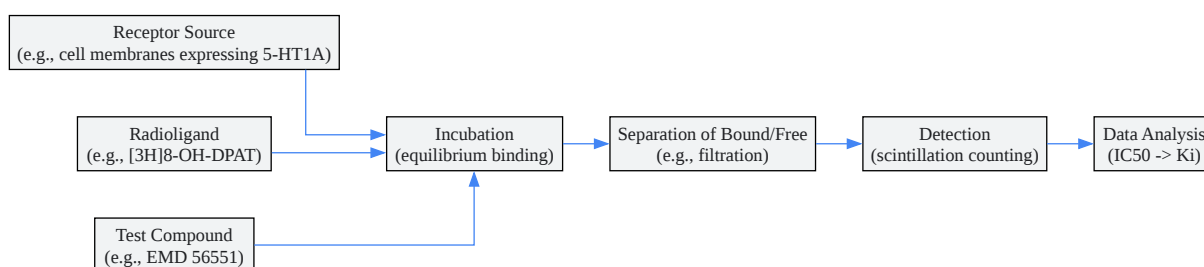 Receptor Source
(e.g., cell membranes expressing 5-HT1A)
Radioligand
(e.g., [3H]8-OH-DPAT)
Test Compound
(e.g., EMD 56551)
Incubation
(equilibrium binding)
Separation of Bound/Free
(e.g., filtration)
Detection
(scintillation counting)
Data Analysis
(IC50 -> Ki)